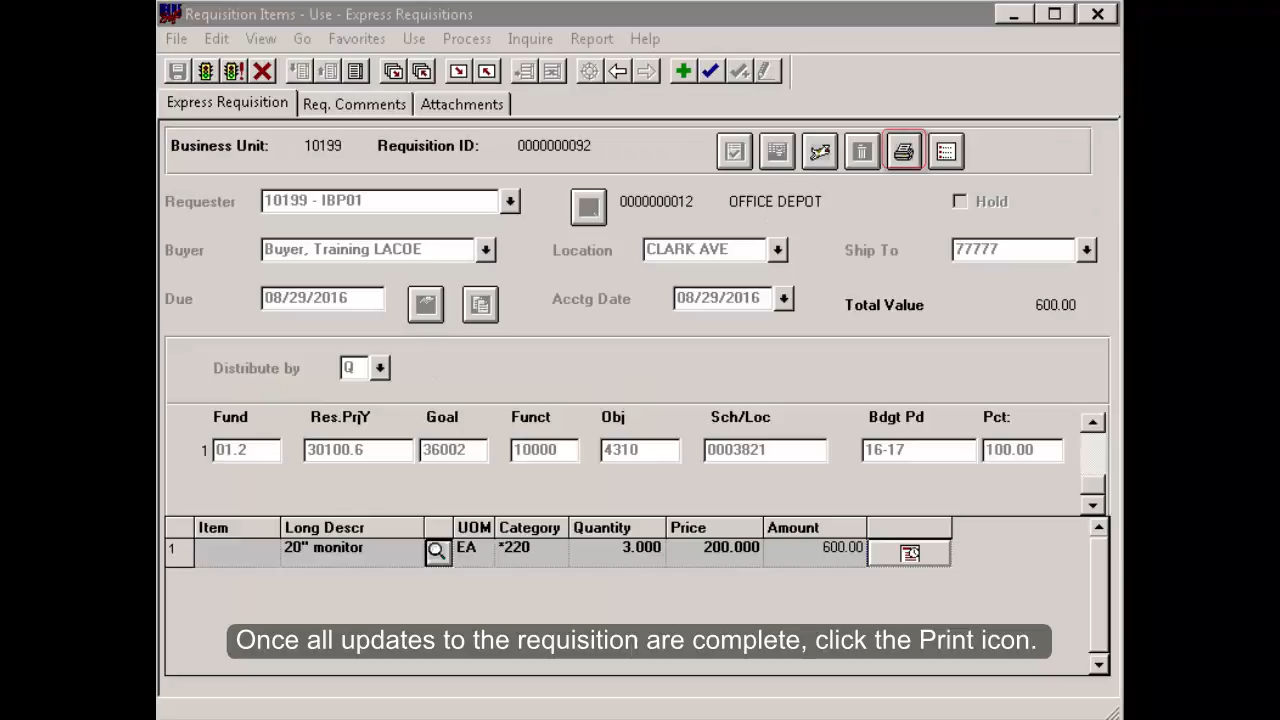 Requisition Items - Use - Express Requisitions
File Edit View Go Favorites Use Process Inquire Report Help
Express Requisition Req. Comments Attachments
Business Unit: 10199 Requisition ID: 0000000092
Requester 10199 - IBP01 0000000012 OFFICE DEPOT Hold
Buyer Buyer, Training LACOE Location CLARK AVE Ship To 77777
Due 08/29/2016 Acctg Date 08/29/2016 Total Value 600.00
Distribute by Q
Fund Res.PrjY Goal Funct Obj Sch/Loc Bdgt Pd Pct:
1 01.2 30100.6 36002 10000 4310 0003821 16-17 100.00
Item Long Descr UOM Category Quantity Price Amount
1 20" monitor EA *220 3.000 200.000 600.00
Once all updates to the requisition are complete, click the Print icon.